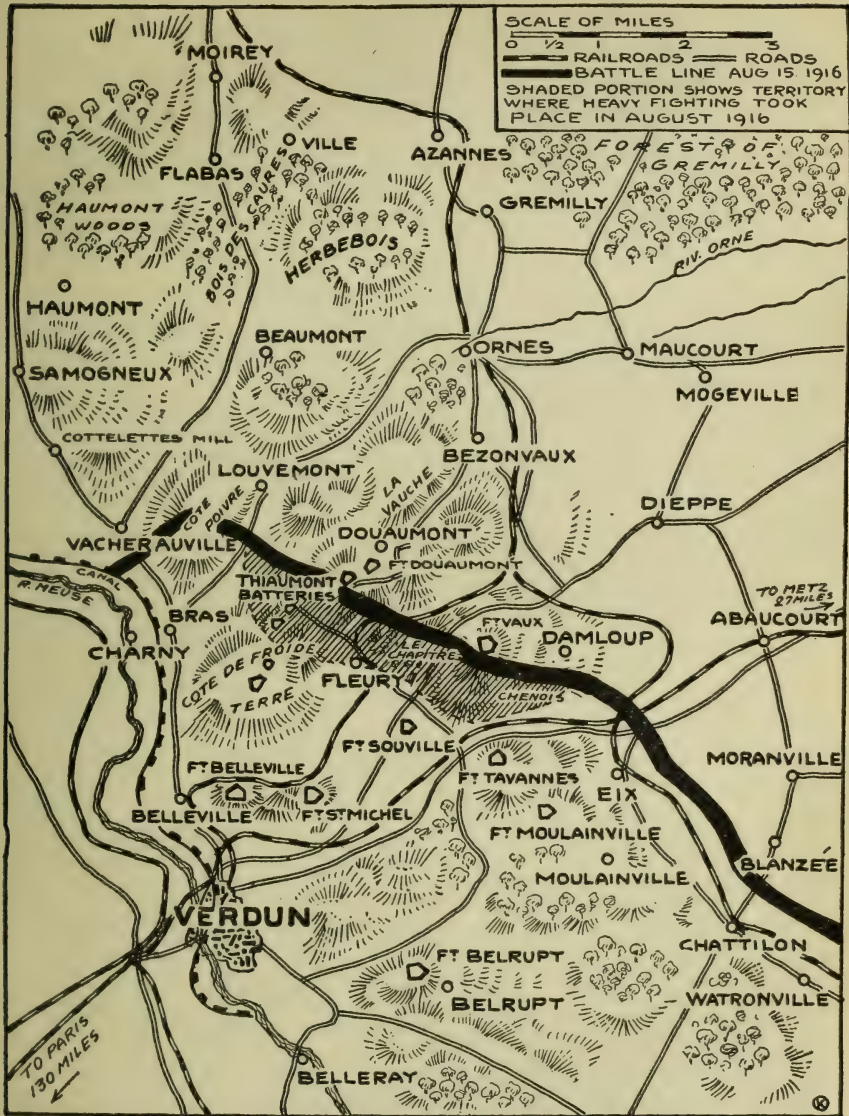 SCALE OF MILES
0 ½ 1 2 3
RAILROADS ROADS
BATTLE LINE AUG 15 1916
SHADED PORTION SHOWS TERRITORY
WHERE HEAVY FIGHTING TOOK
PLACE IN AUGUST 1916
MOIREY
VILLE
AZANNES
FOREST OF
GREMILLY
FLABAS
HAUMONT
WOODS
BOIS DES CAURES
HERBEBOIS
GREMILLY
RIV. ORNE
HAUMONT
BEAUMONT
ORNES
MAUCOURT
SAMOGNEUX
MOGEVILLE
COTTELETTES MILL
BEZONVAUX
LOUVEMONT
LA
VAUCHE
DIEPPE
COTE
POIVRE
VACHERAUVILLE
DOUAUMONT
FT DOUAUMONT
CANAL
R. MEUSE
THIAUMONT
BATTERIES
TO METZ
27 MILES
ABAUCOURT
BRAS
CHARNY
FT VAUX
DAMLOUP
LE
CHAPITRE
COTE DE FROIDE
TERRE
FLEURY
CHENOIS
FT SOUVILLE
FT BELLEVILLE
FT TAVANNES
MORANVILLE
EIX
BELLEVILLE
FT ST MICHEL
FT MOULAINVILLE
MOULAINVILLE
BLANZÉE
VERDUN
CHATTILON
FT BELRUPT
BELRUPT
WATRONVILLE
TO PARIS
130 MILES
BELLERAY
K